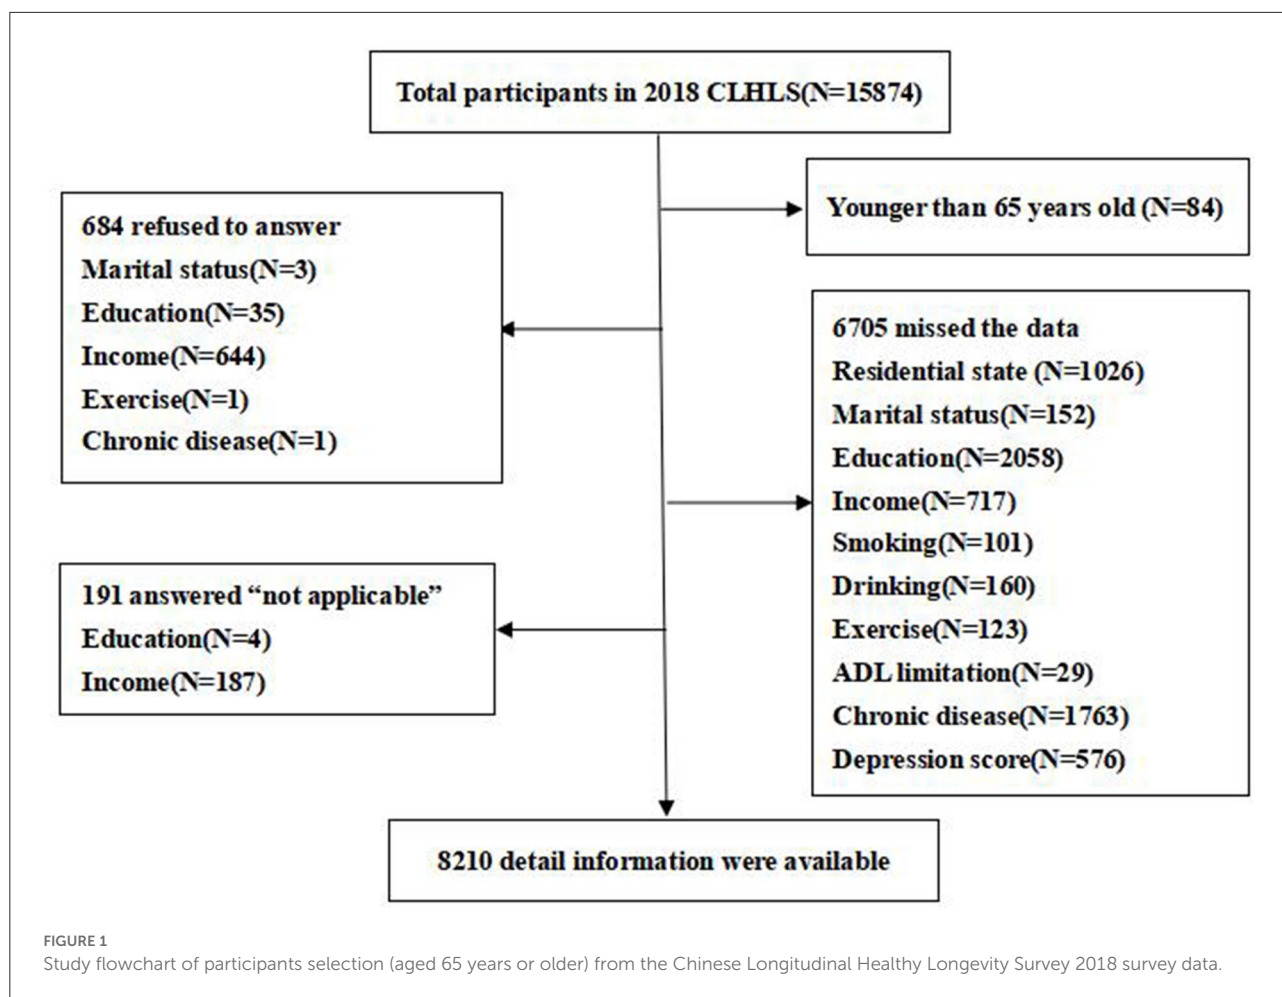 Total participants in 2018 CLHLS(N=15874)
Younger than 65 years old (N=84)
684 refused to answer
Marital status(N=3)
Education(N=35)
Income(N=644)
Exercise(N=1)
Chronic disease(N=1)
6705 missed the data
Residential state (N=1026)
Marital status(N=152)
Education(N=2058)
Income(N=717)
Smoking(N=101)
Drinking(N=160)
Exercise(N=123)
ADL limitation(N=29)
Chronic disease(N=1763)
Depression score(N=576)
191 answered “not applicable”
Education(N=4)
Income(N=187)
8210 detail information were available
FIGURE 1
Study flowchart of participants selection (aged 65 years or older) from the Chinese Longitudinal Healthy Longevity Survey 2018 survey data.